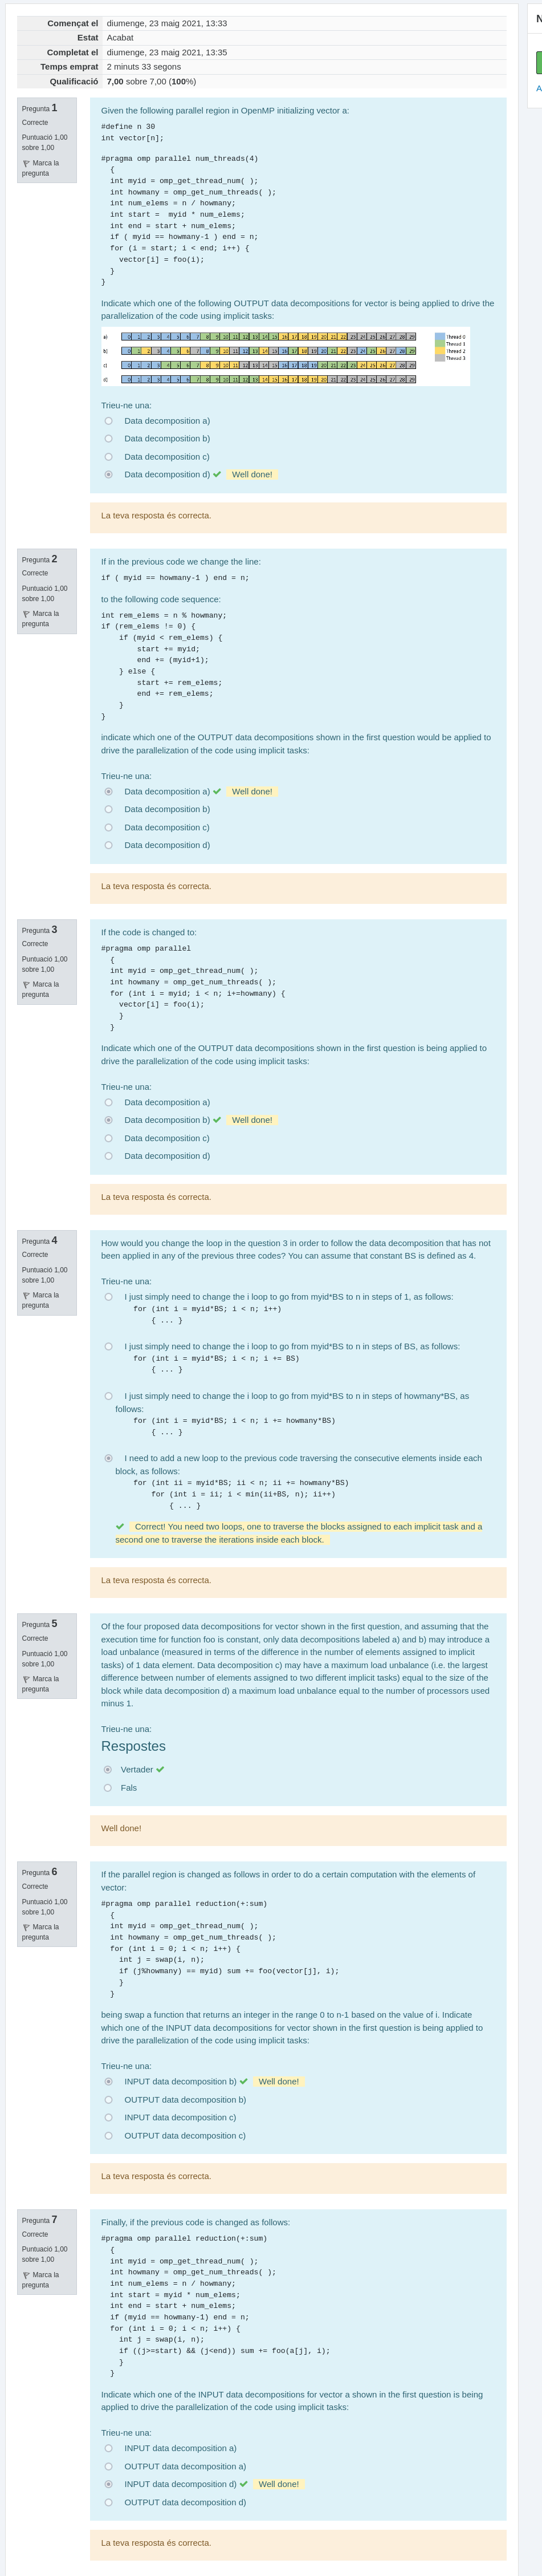 Començat el diumenge, 23 maig 2021, 13:33
Estat Acabat
Completat el diumenge, 23 maig 2021, 13:35
Temps emprat 2 minuts 33 segons
Qualificació 7,00 sobre 7,00 (100%)
Pregunta 1
Correcte
Puntuació 1,00
sobre 1,00
Marca la
pregunta
Given the following parallel region in OpenMP initializing vector a:
#define n 30
int vector[n];
#pragma omp parallel num_threads(4)
{
int myid = omp_get_thread_num( );
int howmany = omp_get_num_threads( );
int num_elems = n / howmany;
int start =  myid * num_elems;
int end = start + num_elems;
if ( myid == howmany-1 ) end = n;
for (i = start; i < end; i++) {
vector[i] = foo(i);
}
}
Indicate which one of the following OUTPUT data decompositions for vector is being applied to drive the
parallelization of the code using implicit tasks:
a) 0 1 2 3 4 5 6 7 8 9 10 11 12 13 14 15 16 17 18 19 20 21 22 23 24 25 26 27 28 29
b) 0 1 2 3 4 5 6 7 8 9 10 11 12 13 14 15 16 17 18 19 20 21 22 23 24 25 26 27 28 29
c) 0 1 2 3 4 5 6 7 8 9 10 11 12 13 14 15 16 17 18 19 20 21 22 23 24 25 26 27 28 29
d) 0 1 2 3 4 5 6 7 8 9 10 11 12 13 14 15 16 17 18 19 20 21 22 23 24 25 26 27 28 29
Thread 0
Thread 1
Thread 2
Thread 3
Trieu-ne una:
Data decomposition a)
Data decomposition b)
Data decomposition c)
Data decomposition d) Well done!
La teva resposta és correcta.
Pregunta 2
Correcte
Puntuació 1,00
sobre 1,00
Marca la
pregunta
If in the previous code we change the line:
if ( myid == howmany-1 ) end = n;
to the following code sequence:
int rem_elems = n % howmany;
if (rem_elems != 0) {
if (myid < rem_elems) {
start += myid;
end += (myid+1);
} else {
start += rem_elems;
end += rem_elems;
}
}
indicate which one of the OUTPUT data decompositions shown in the first question would be applied to
drive the parallelization of the code using implicit tasks:
Trieu-ne una:
Data decomposition a) Well done!
Data decomposition b)
Data decomposition c)
Data decomposition d)
La teva resposta és correcta.
Pregunta 3
Correcte
Puntuació 1,00
sobre 1,00
Marca la
pregunta
If the code is changed to:
#pragma omp parallel
{
int myid = omp_get_thread_num( );
int howmany = omp_get_num_threads( );
for (int i = myid; i < n; i+=howmany) {
vector[i] = foo(i);
}
}
Indicate which one of the OUTPUT data decompositions shown in the first question is being applied to
drive the parallelization of the code using implicit tasks:
Trieu-ne una:
Data decomposition a)
Data decomposition b) Well done!
Data decomposition c)
Data decomposition d)
La teva resposta és correcta.
Pregunta 4
Correcte
Puntuació 1,00
sobre 1,00
Marca la
pregunta
How would you change the loop in the question 3 in order to follow the data decomposition that has not
been applied in any of the previous three codes? You can assume that constant BS is defined as 4.
Trieu-ne una:
I just simply need to change the i loop to go from myid*BS to n in steps of 1, as follows:
for (int i = myid*BS; i < n; i++)
{ ... }
I just simply need to change the i loop to go from myid*BS to n in steps of BS, as follows:
for (int i = myid*BS; i < n; i += BS)
{ ... }
I just simply need to change the i loop to go from myid*BS to n in steps of howmany*BS, as
follows:
for (int i = myid*BS; i < n; i += howmany*BS)
{ ... }
I need to add a new loop to the previous code traversing the consecutive elements inside each
block, as follows:
for (int ii = myid*BS; ii < n; ii += howmany*BS)
for (int i = ii; i < min(ii+BS, n); ii++)
{ ... }
Correct! You need two loops, one to traverse the blocks assigned to each implicit task and a
second one to traverse the iterations inside each block.
La teva resposta és correcta.
Pregunta 5
Correcte
Puntuació 1,00
sobre 1,00
Marca la
pregunta
Of the four proposed data decompositions for vector shown in the first question, and assuming that the
execution time for function foo is constant, only data decompositions labeled a) and b) may introduce a
load unbalance (measured in terms of the difference in the number of elements assigned to implicit
tasks) of 1 data element. Data decomposition c) may have a maximum load unbalance (i.e. the largest
difference between number of elements assigned to two different implicit tasks) equal to the size of the
block while data decomposition d) a maximum load unbalance equal to the number of processors used
minus 1.
Trieu-ne una:
Respostes
Vertader
Fals
Well done!
Pregunta 6
Correcte
Puntuació 1,00
sobre 1,00
Marca la
pregunta
If the parallel region is changed as follows in order to do a certain computation with the elements of
vector:
#pragma omp parallel reduction(+:sum)
{
int myid = omp_get_thread_num( );
int howmany = omp_get_num_threads( );
for (int i = 0; i < n; i++) {
int j = swap(i, n);
if (j%howmany) == myid) sum += foo(vector[j], i);
}
}
being swap a function that returns an integer in the range 0 to n-1 based on the value of i. Indicate
which one of the INPUT data decompositions for vector shown in the first question is being applied to
drive the parallelization of the code using implicit tasks:
Trieu-ne una:
INPUT data decomposition b) Well done!
OUTPUT data decomposition b)
INPUT data decomposition c)
OUTPUT data decomposition c)
La teva resposta és correcta.
Pregunta 7
Correcte
Puntuació 1,00
sobre 1,00
Marca la
pregunta
Finally, if the previous code is changed as follows:
#pragma omp parallel reduction(+:sum)
{
int myid = omp_get_thread_num( );
int howmany = omp_get_num_threads( );
int num_elems = n / howmany;
int start = myid * num_elems;
int end = start + num_elems;
if (myid == howmany-1) end = n;
for (int i = 0; i < n; i++) {
int j = swap(i, n);
if ((j>=start) && (j<end)) sum += foo(a[j], i);
}
}
Indicate which one of the INPUT data decompositions for vector a shown in the first question is being
applied to drive the parallelization of the code using implicit tasks:
Trieu-ne una:
INPUT data decomposition a)
OUTPUT data decomposition a)
INPUT data decomposition d) Well done!
OUTPUT data decomposition d)
La teva resposta és correcta.